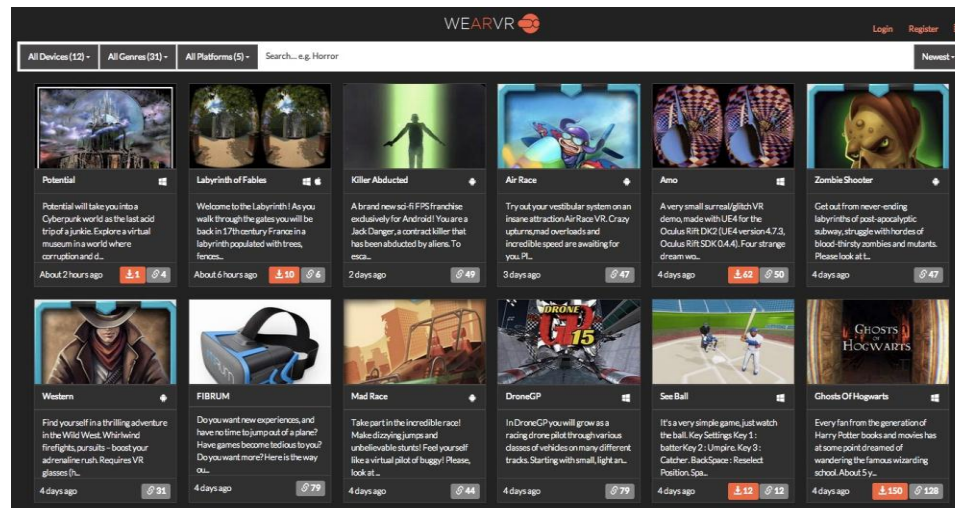 WEARVR
Login Register
All Devices (12) All Genres (31) All Platforms (5) Search... e.g. Horror Newest
Potential
Potential will take you into a
Cyberpunk world as the last acid
trip of a junkie. Explore a virtual
museum in a world where
corruption and d...
About 2 hours ago 1 4
Labyrinth of Fables
Welcome to the Labyrinth ! As you
walk through the gates you will be
back in 17th century France in a
labyrinth populated with trees,
fences...
About 6 hours ago 10 6
Killer Abducted
A brand new sci-fi FPS franchise
exclusively for Android! You are a
Jack Danger, a contract killer that
has been abducted by aliens. To
esca...
2 days ago 49
Air Race
Try out your vestibular system on an
insane attraction Air Race VR. Crazy
upturns, mad overloads and
incredible speed are awaiting for
you. Pl...
3 days ago 47
Amo
A very small surreal/glitch VR
demo, made with UE4 for the
Oculus Rift DK2 (UE4 version 4.7.3,
Oculus Rift SDK 0.4.4). Four strange
dream wo...
4 days ago 62 50
Zombie Shooter
Get out from never-ending
labyrinths of post-apocalyptic
subway, struggle with hordes of
blood-thirsty zombies and mutants.
Please look at t...
4 days ago 47
Western
Find yourself in a thrilling adventure
in the Wild West. Whirlwind
firefights, pursuits – boost your
adrenaline rush. Requires VR
glasses (h...
4 days ago 31
FIBRUM
Do you want new experiences, and
have no time to jump out of a plane?
Have games become tedious to you?
Do you want more? Here is the way
ou...
4 days ago 79
Mad Race
Take part in the incredible race!
Make dizzying jumps and
unbelievable stunts! Feel yourself
like a virtual pilot of buggy! Please,
look at ...
4 days ago 44
DRONE
GP
15
DroneGP
In DroneGP you will grow as a
racing drone pilot through various
classes of vehicles on many different
tracks. Starting with small, light an...
4 days ago 79
See Ball
It's a very simple game, just watch
the ball. Key Settings Key 1 :
batter Key 2 : Umpire. Key 3 :
Catcher. BackSpace : Reselect
Position. Spa...
4 days ago 12 12
GHOSTS
OF
HOGWARTS
Ghosts Of Hogwarts
Every fan from the generation of
Harry Potter books and movies has
at some point dreamed of
wandering the famous wizarding
school. About 5 y...
4 days ago 150 128